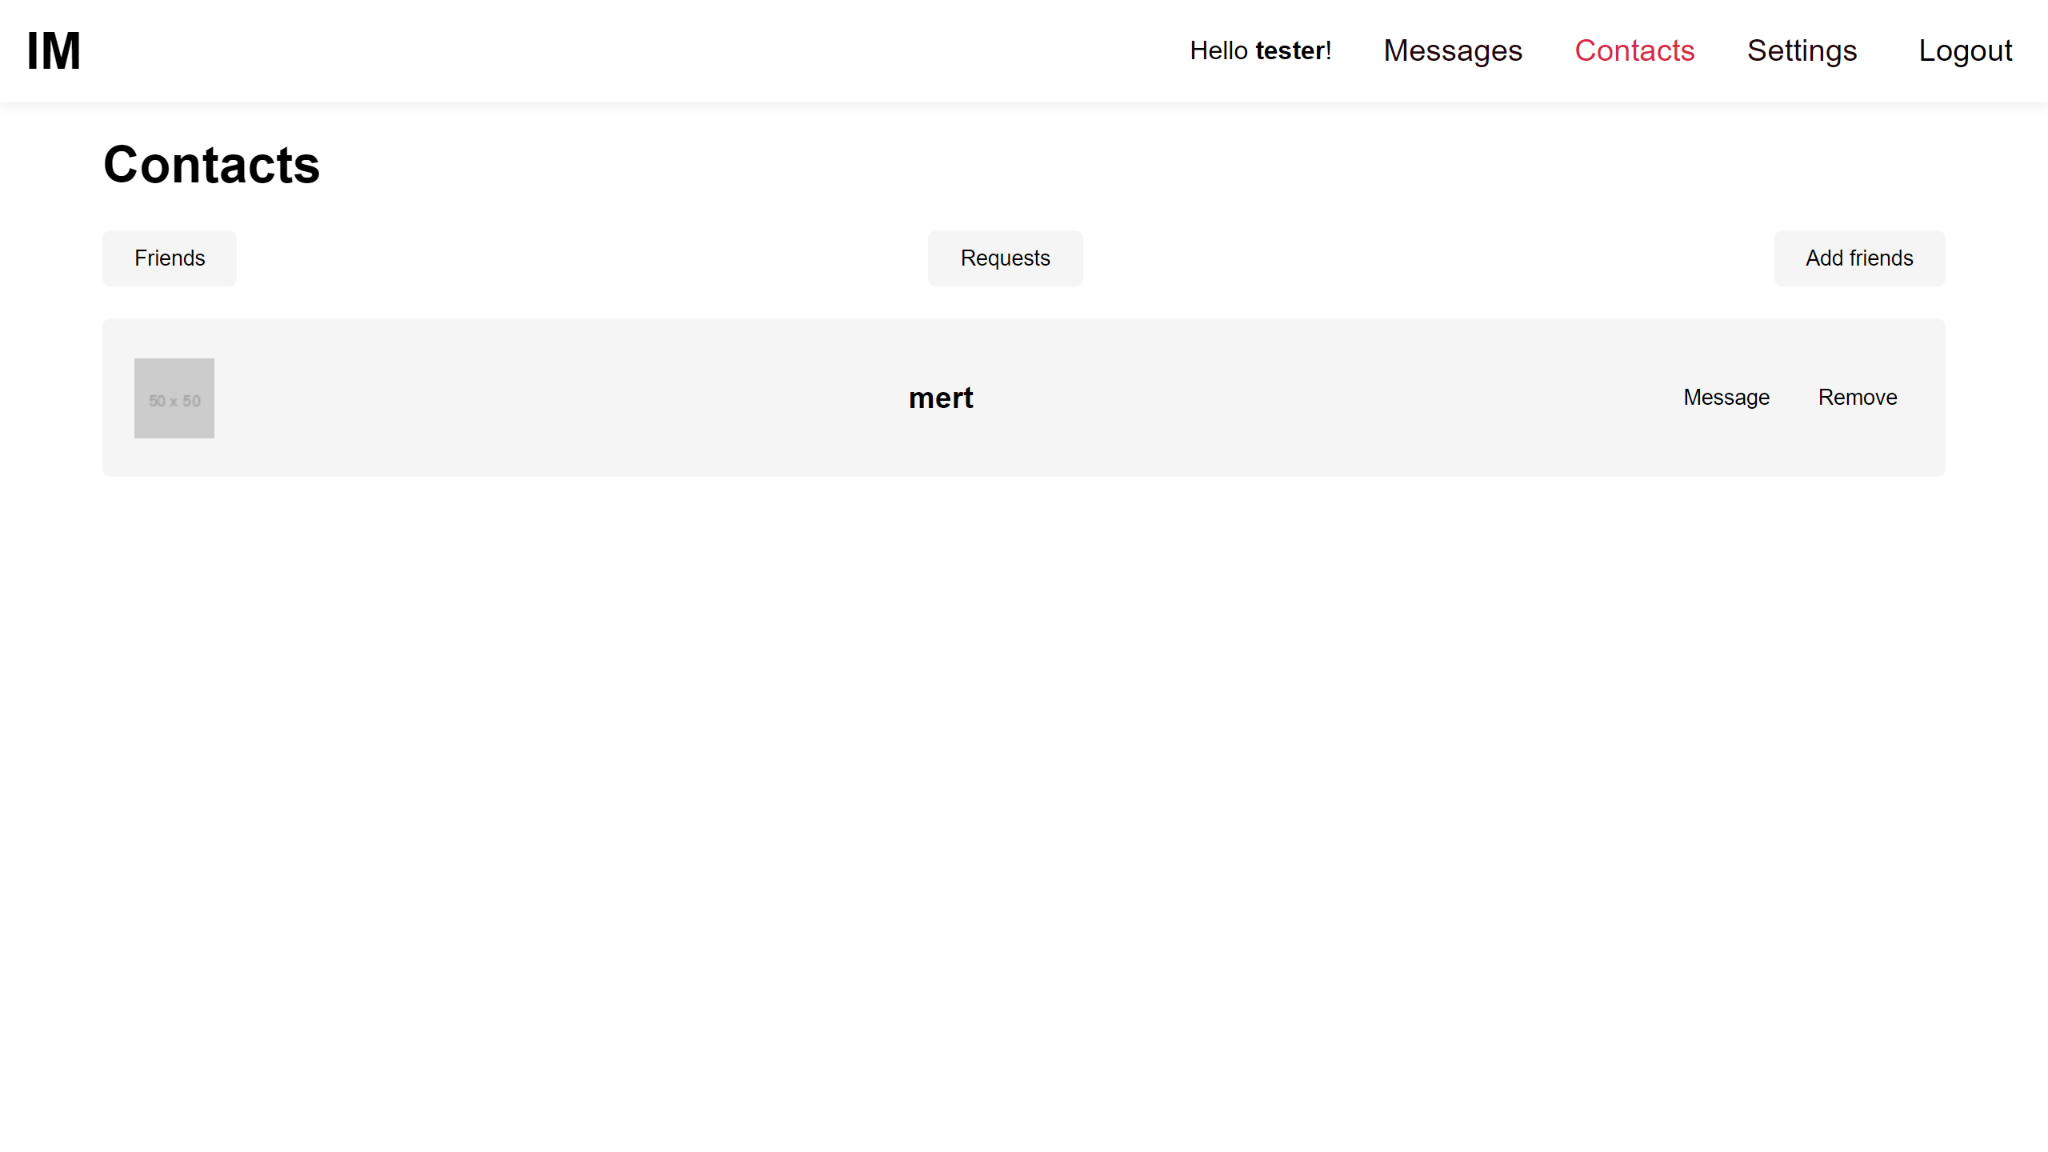 IM
Hello tester! Messages Contacts Settings Logout
Contacts
Friends Requests Add friends
50 x 50 mert Message Remove